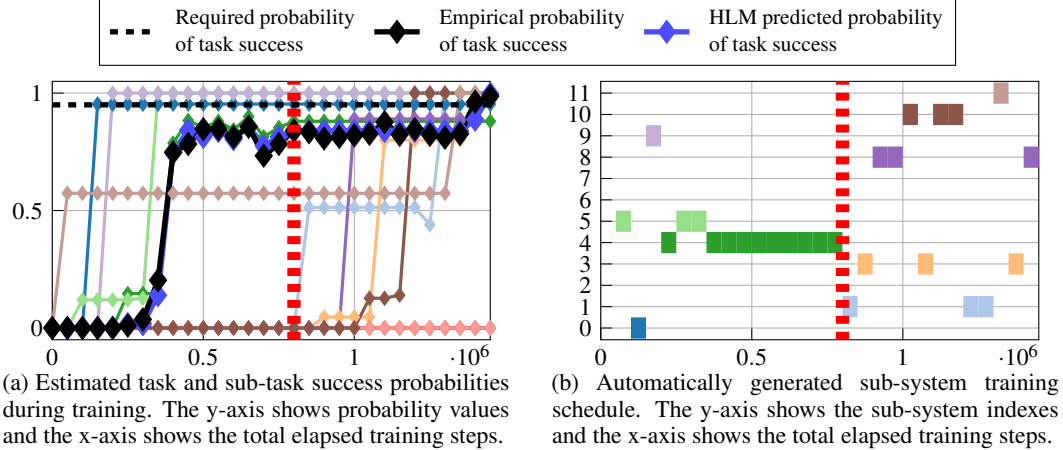 Required probability of task success
Empirical probability of task success
HLM predicted probability of task success
1
0.5
0
0 0.5 1 ·10⁶
11
10
9
8
7
6
5
4
3
2
1
0
0 0.5 1 ·10⁶
(a) Estimated task and sub-task success probabilities
during training. The y-axis shows probability values
and the x-axis shows the total elapsed training steps.
(b) Automatically generated sub-system training
schedule. The y-axis shows the sub-system indexes
and the x-axis shows the total elapsed training steps.